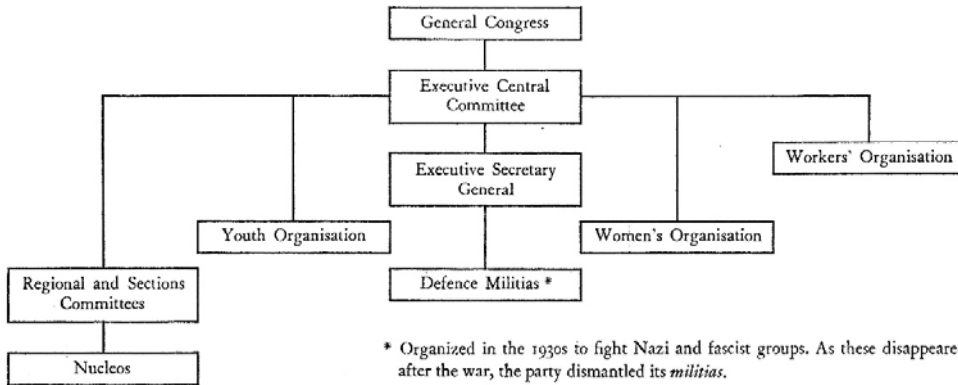 General Congress
Executive Central
Committee
Workers' Organisation
Executive Secretary
General
Youth Organisation
Women's Organisation
Regional and Sections
Committees
Defence Militias *
Nucleos
* Organized in the 1930s to fight Nazi and fascist groups. As these disappeare
after the war, the party dismantled its militias.